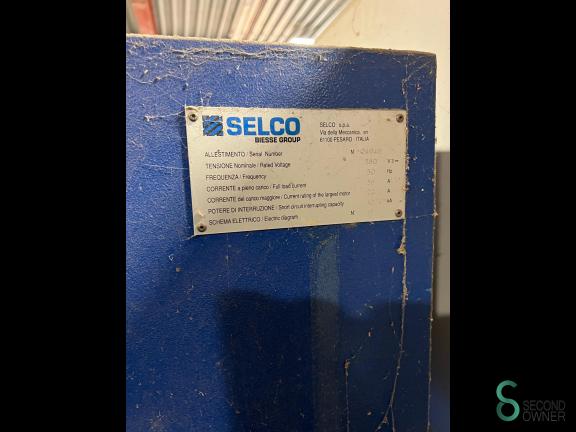 SELCO
BIESSE GROUP
SELCO s.p.a.
Via della Meccanica, sn
61100 PESARO - ITALIA
ALLESTIMENTO / Serial Number N°
TENSIONE Nominale / Rated Voltage 380 V
FREQUENZA / Frequency 50 Hz
CORRENTE a pieno carico / Full load current A
CORRENTE del carico maggiore / Current rating of the largest motor A
POTERE DI INTERRUZIONE / Short circuit interrupting capacity kA
SCHEMA ELETTRICO / Electric diagram N°
SECOND
OWNER